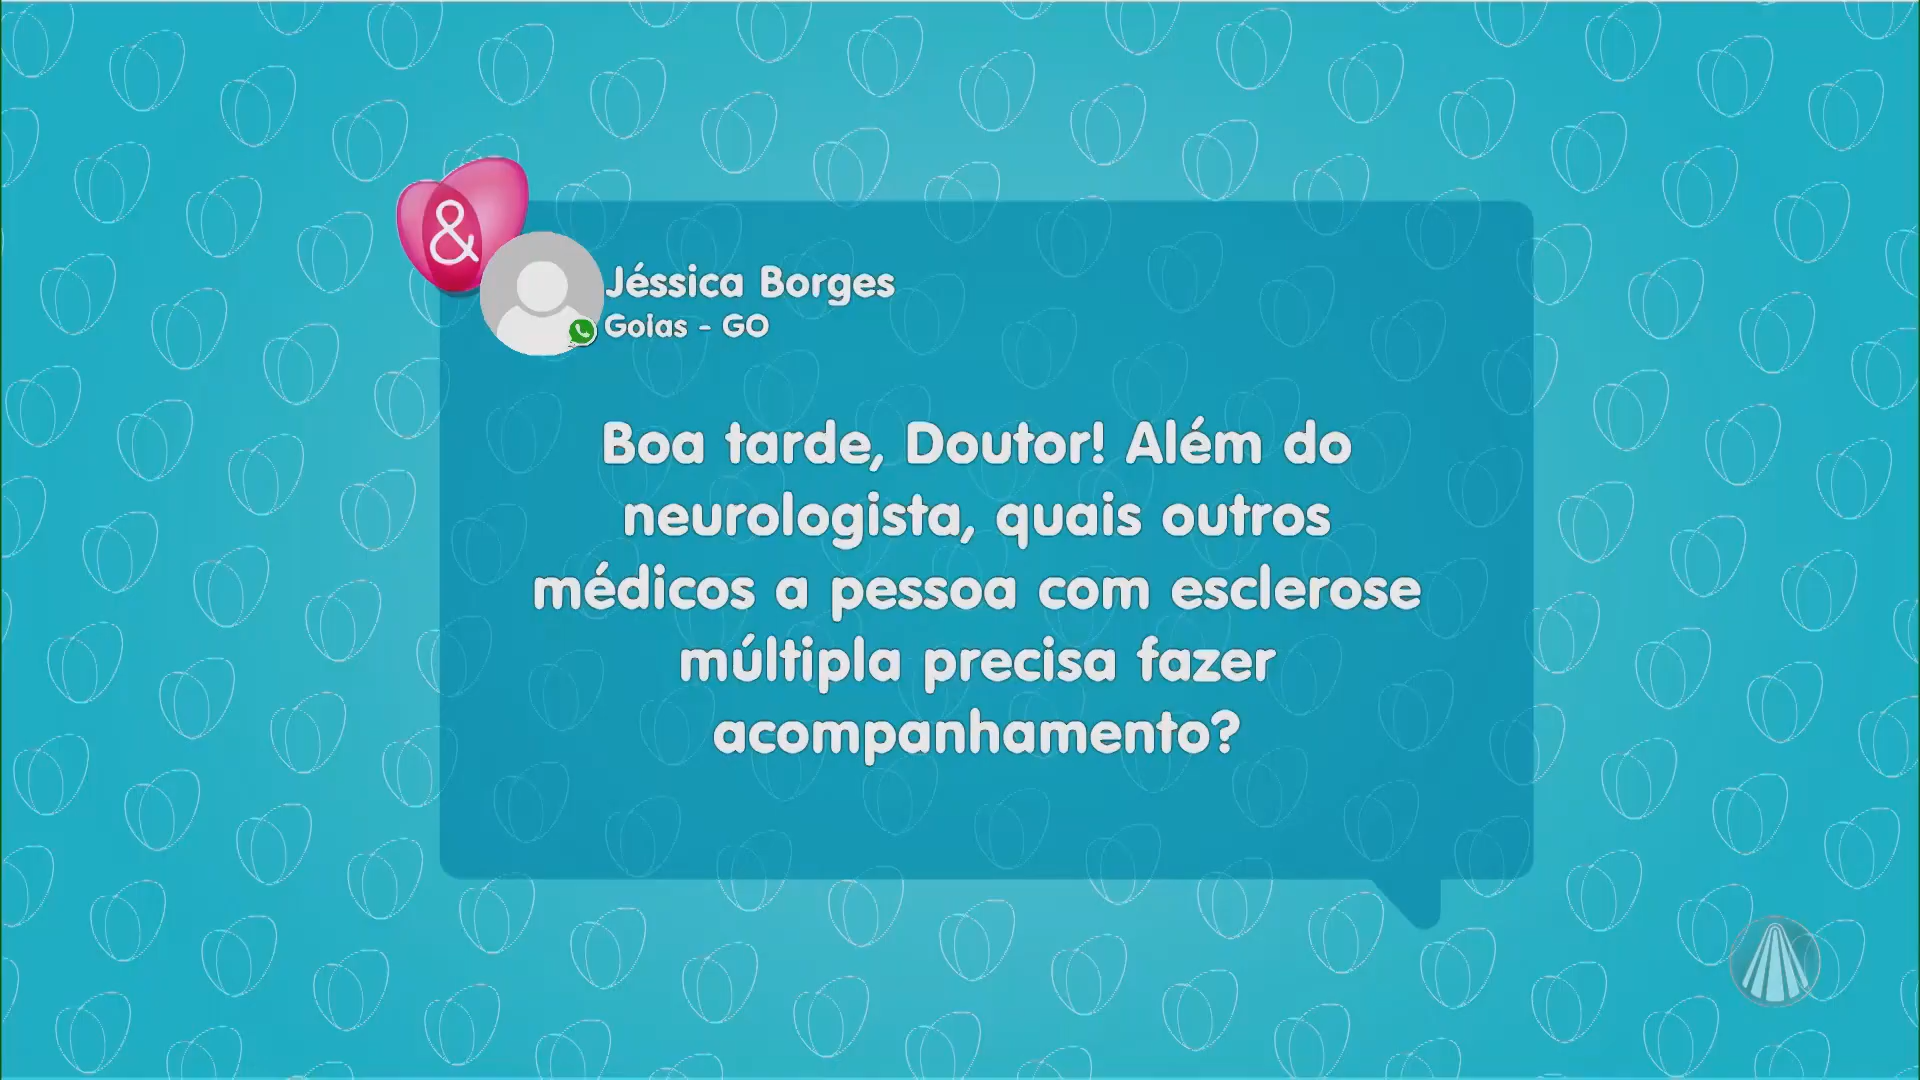 &
Jéssica Borges
Goias - GO
Boa tarde, Doutor! Além do
neurologista, quais outros
médicos a pessoa com esclerose
múltipla precisa fazer
acompanhamento?